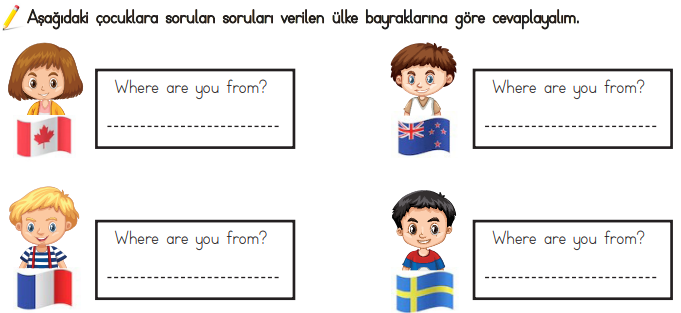 Aşağıdaki çocuklara sorulan soruları verilen ülke bayraklarına göre cevaplayalım.
Where are you from?
Where are you from?
Where are you from?
Where are you from?